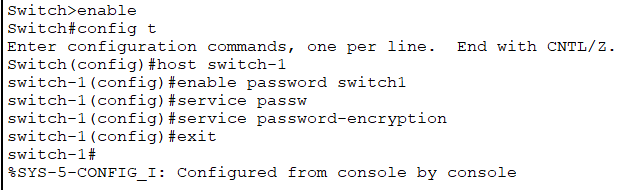 Switch>enable
Switch#config t
Enter configuration commands, one per line.  End with CNTL/Z.
Switch(config)#host switch-1
switch-1(config)#enable password switch1
switch-1(config)#service passw
switch-1(config)#service password-encryption
switch-1(config)#exit
switch-1#
%SYS-5-CONFIG_I: Configured from console by console